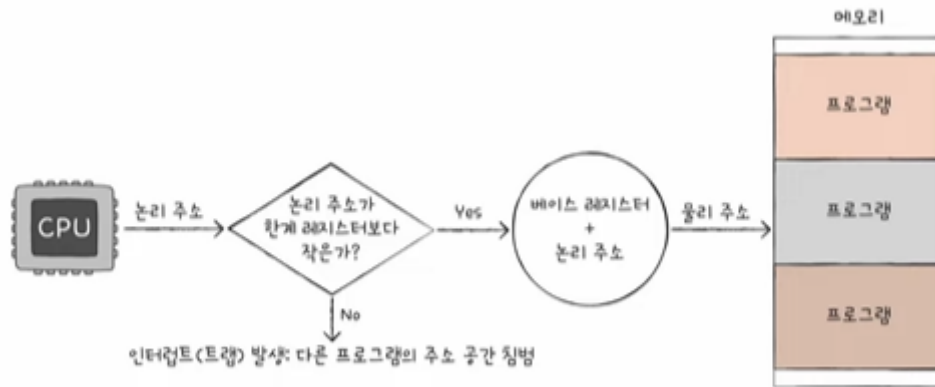 메모리
프로그램
CPU
논리 주소
논리 주소가
한계 레지스터보다
작은가?
Yes
베이스 레지스터
+
논리 주소
물리 주소
프로그램
No
프로그램
인터럽트(트랩) 발생: 다른 프로그램의 주소 공간 침범